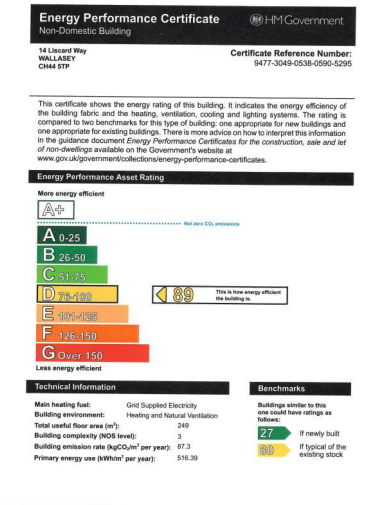 Energy Performance Certificate
HM Government
Non-Domestic Building
14 Liscard Way
WALLASEY
CH44 5TP
Certificate Reference Number:
9477-3049-0538-0590-5295
This certificate shows the energy rating of this building. It indicates the energy efficiency of
the building fabric and the heating, ventilation, cooling and lighting systems. The rating is
compared to two benchmarks for this type of building: one appropriate for new buildings and
one appropriate for existing buildings. There is more advice on how to interpret this information
in the guidance document Energy Performance Certificates for the construction, sale and let
of non-dwellings available on the Government's website at
www.gov.uk/government/collections/energy-performance-certificates.
Energy Performance Asset Rating
More energy efficient
A+
Net zero CO₂ emissions
A 0-25
B 26-50
C 51-75
D 76-100
89
This is how energy efficient
the building is.
E 101-125
F 126-150
G Over 150
Less energy efficient
Technical Information
Main heating fuel: Grid Supplied Electricity
Building environment: Heating and Natural Ventilation
Total useful floor area (m²): 249
Building complexity (NOS level): 3
Building emission rate (kgCO₂/m² per year): 87.3
Primary energy use (kWh/m² per year): 516.39
Benchmarks
Buildings similar to this
one could have ratings as
follows:
27 If newly built
80 If typical of the
existing stock